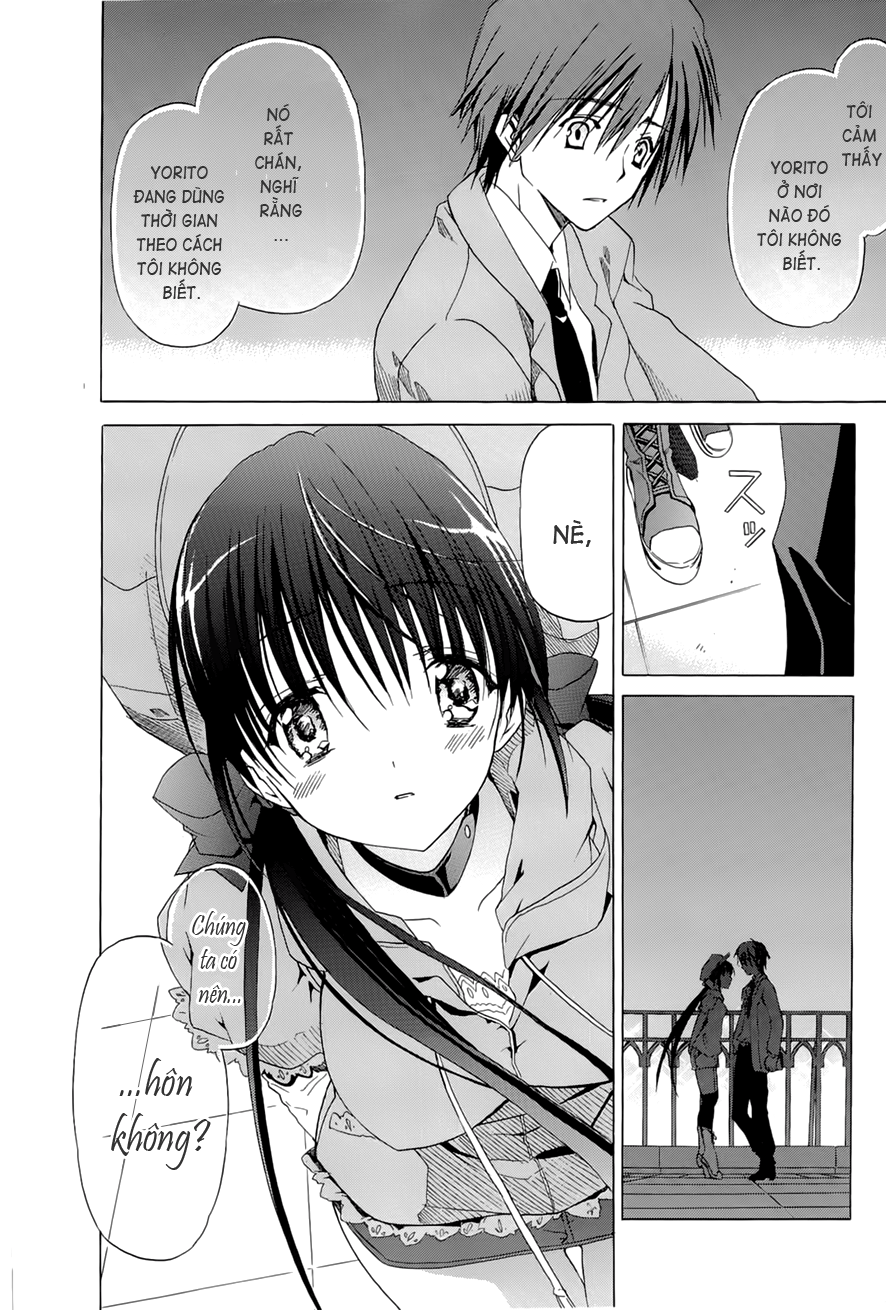 TÔI
CẢM
THẤY
YORITO
Ở NƠI
NÀO ĐÓ
TÔI KHÔNG
BIẾT.
NÓ
RẤT
CHÁN,
NGHĨ
RẰNG
...
YORITO
ĐANG DÙNG
THỜI GIAN
THEO CÁCH
TÔI KHÔNG
BIẾT.
スッ
NÈ,
Chúng
ta có
nên...
...hôn
không?